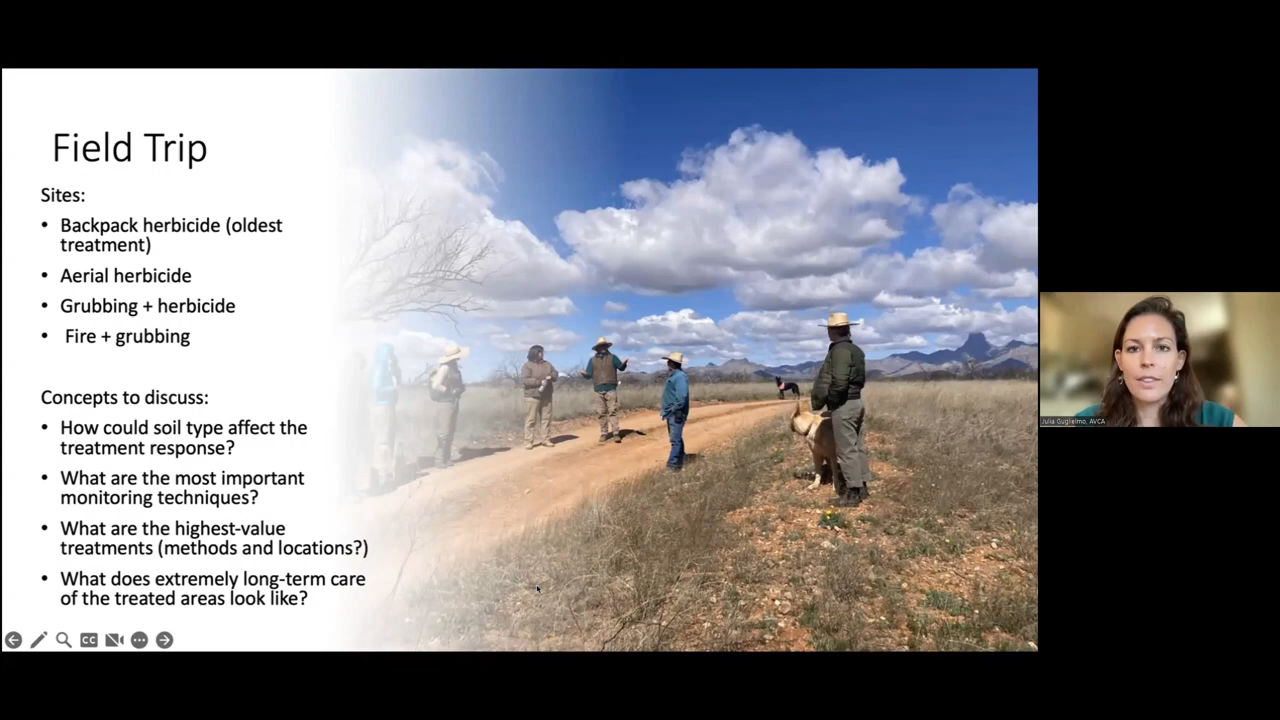 Field Trip
Sites:
• Backpack herbicide (oldest
treatment)
• Aerial herbicide
• Grubbing + herbicide
• Fire + grubbing
Concepts to discuss:
• How could soil type affect the
treatment response?
• What are the most important
monitoring techniques?
• What are the highest-value
treatments (methods and locations?)
• What does extremely long-term care
of the treated areas look like?
CC
Julia Guglielmo, AVCA